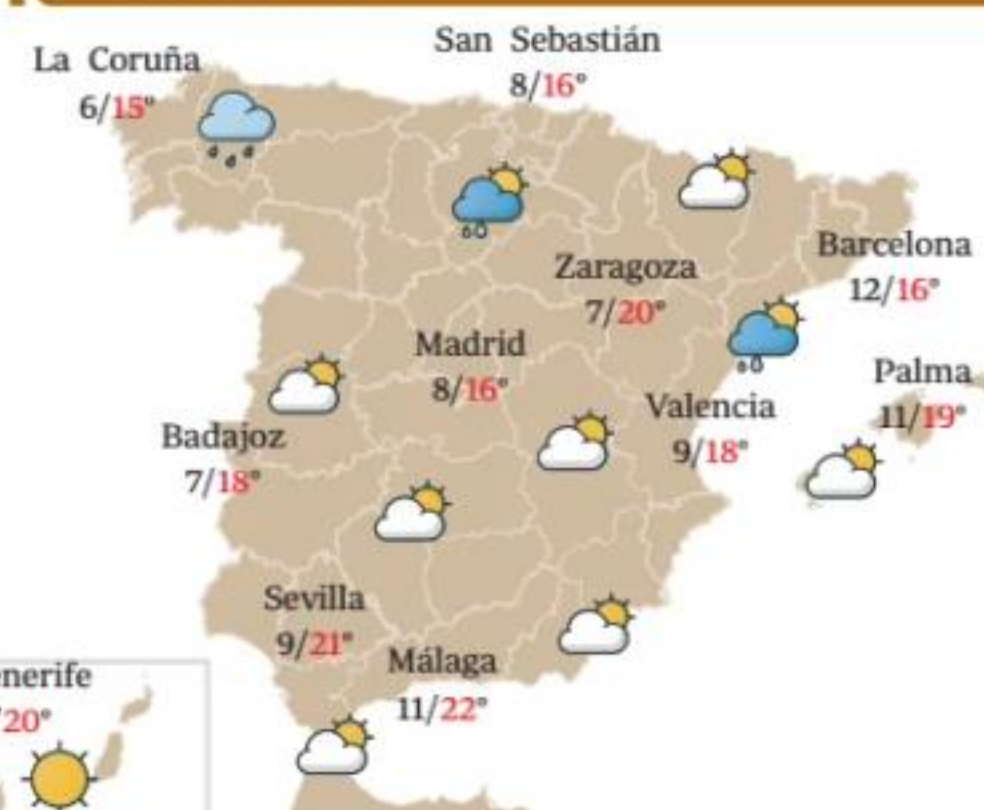 La Coruña
6/15°
San Sebastián
8/16°
Barcelona
12/16°
Zaragoza
7/20°
Madrid
8/16°
Palma
11/19°
Valencia
9/18°
Badajoz
7/18°
Sevilla
9/21°
Málaga
11/22°
enerife
/20°